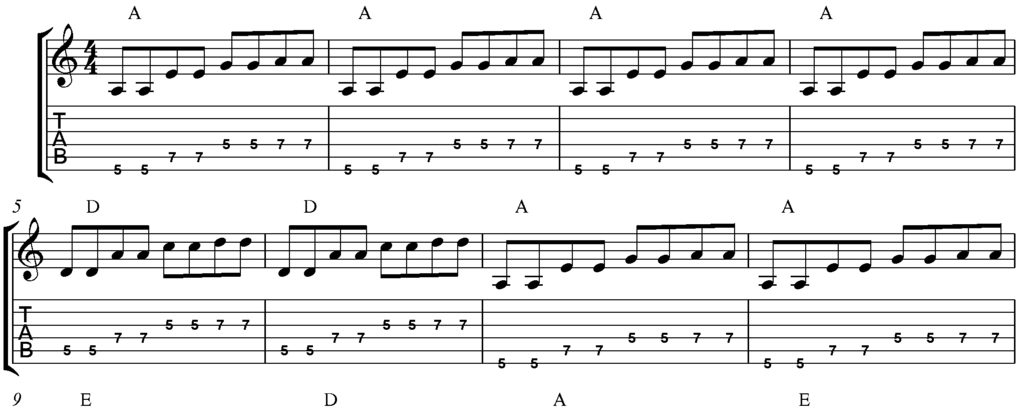 A A A A
4
4
T
A 5 5 7 7 5 5 7 7 5 5 7 7 5 5 7 7
B 7 7 7 7 7 7 7 7
5 5 5 5 5 5 5 5
5 D D A A
T
5 5 7 7 5 5 7 7
A 7 7 7 7 5 5 7 7 5 5 7 7
B 5 5 5 5 7 7 7 7
5 5 5 5
9 E D A E